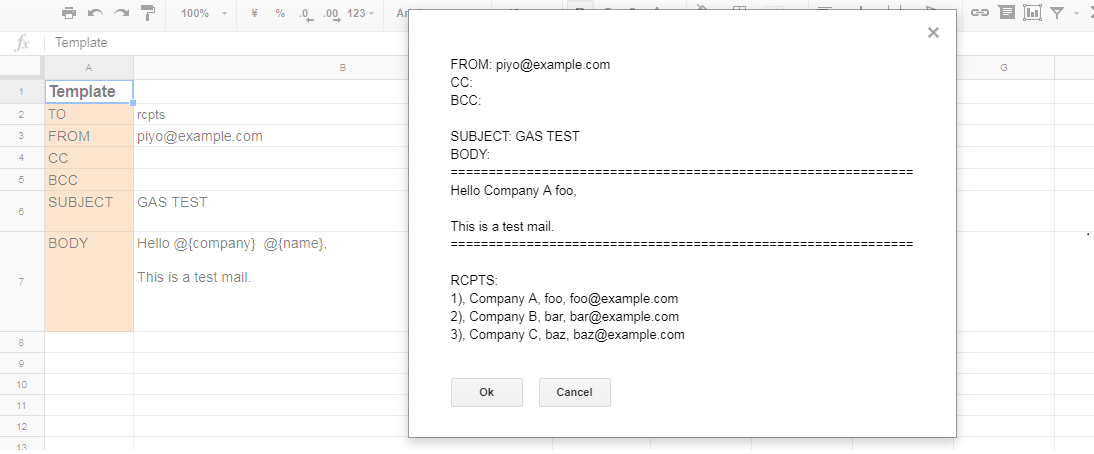 100% ¥ % .0 .00 123
fx Template
A B G
1 Template
2 TO rcpts
3 FROM piyo@example.com
4 CC
5 BCC
6 SUBJECT GAS TEST
7 BODY Hello @{company}  @{name},
This is a test mail.
8
9
10
11
12
13
×
FROM: piyo@example.com
CC:
BCC:
SUBJECT: GAS TEST
BODY:
==============================================================
Hello Company A foo,
This is a test mail.
==============================================================
RCPTS:
1), Company A, foo, foo@example.com
2), Company B, bar, bar@example.com
3), Company C, baz, baz@example.com
Ok Cancel